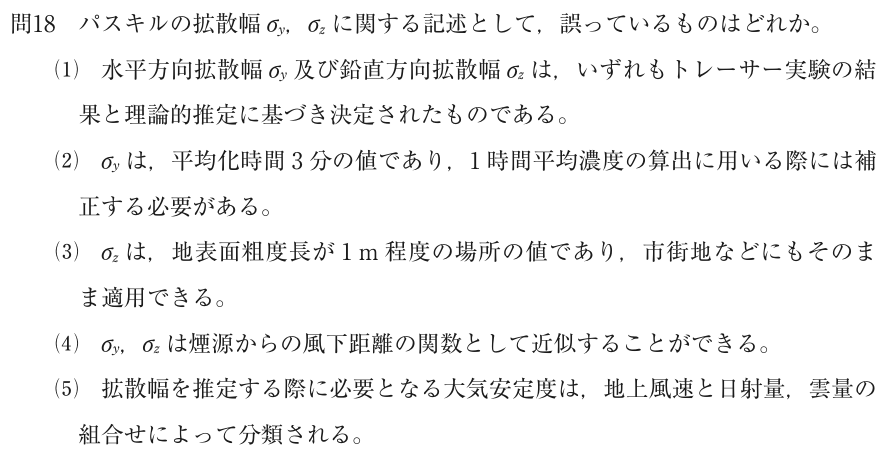 問18　パスキルの拡散幅σy，σzに関する記述として，誤っているものはどれか。
⑴　水平方向拡散幅σy及び鉛直方向拡散幅σzは，いずれもトレーサー実験の結
果と理論的推定に基づき決定されたものである。
⑵　σyは，平均化時間3分の値であり，1時間平均濃度の算出に用いる際には補
正する必要がある。
⑶　σzは，地表面粗度長が1m程度の場所の値であり，市街地などにもそのま
ま適用できる。
⑷　σy，σzは煙源からの風下距離の関数として近似することができる。
⑸　拡散幅を推定する際に必要となる大気安定度は，地上風速と日射量，雲量の
組合せによって分類される。